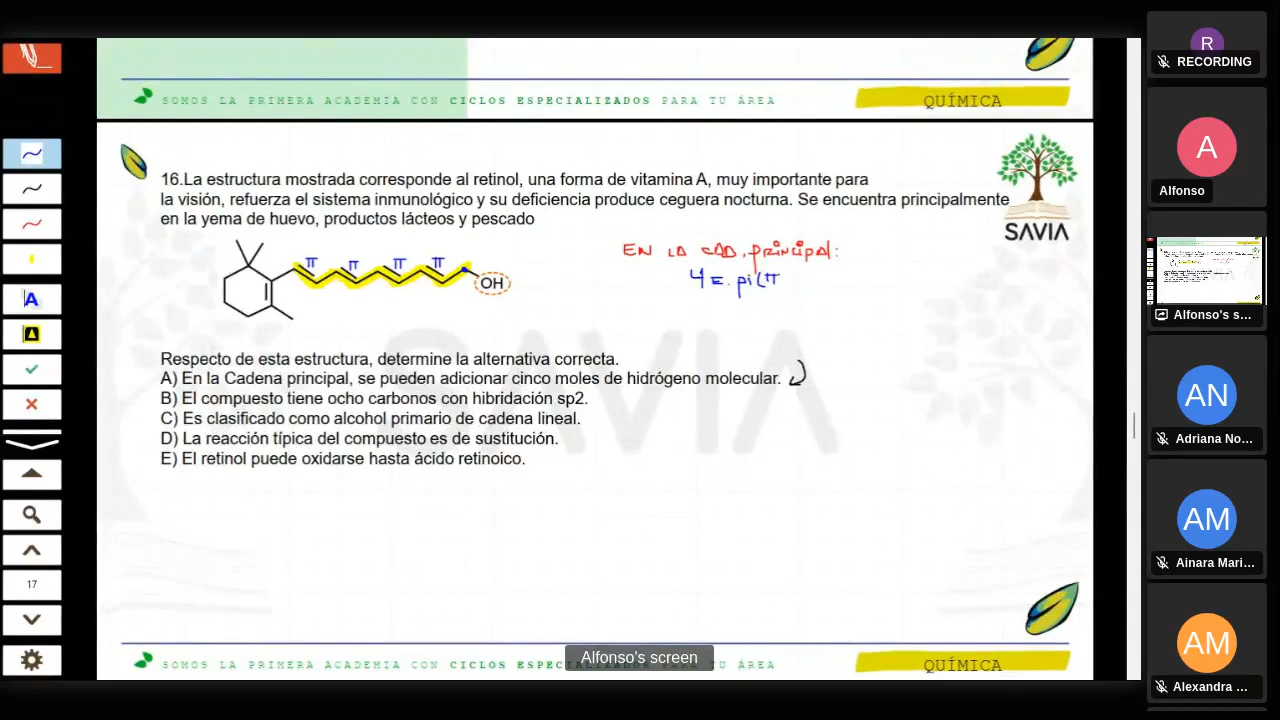 SOMOS LA PRIMERA ACADEMIA CON CICLOS ESPECIALIZADOS PARA TU ÁREA
QUÍMICA
16.La estructura mostrada corresponde al retinol, una forma de vitamina A, muy importante para
la visión, refuerza el sistema inmunológico y su deficiencia produce ceguera nocturna. Se encuentra principalmente
en la yema de huevo, productos lácteos y pescado
SAVIA
EN LA CAD. principal:
π π π π
OH
4 E. pi(π
SAVIA
Respecto de esta estructura, determine la alternativa correcta.
A) En la Cadena principal, se pueden adicionar cinco moles de hidrógeno molecular.
B) El compuesto tiene ocho carbonos con hibridación sp2.
C) Es clasificado como alcohol primario de cadena lineal.
D) La reacción típica del compuesto es de sustitución.
E) El retinol puede oxidarse hasta ácido retinoico.
SOMOS LA PRIMERA ACADEMIA CON CICLOS ESPECIALIZADOS PARA TU ÁREA
QUÍMICA
Alfonso's screen
A
A
17
R
RECORDING
A
Alfonso
Alfonso's s...
AN
Adriana No...
AM
Ainara Mari...
AM
Alexandra ...